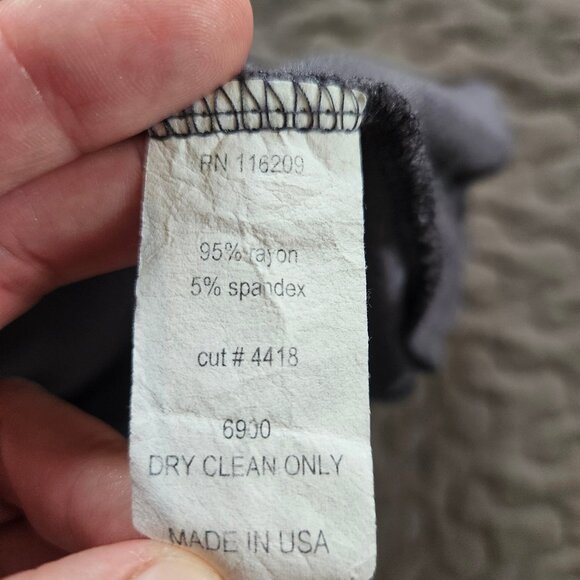 RN 116209
95% rayon
5% spandex
cut # 4418
6900
DRY CLEAN ONLY
MADE IN USA